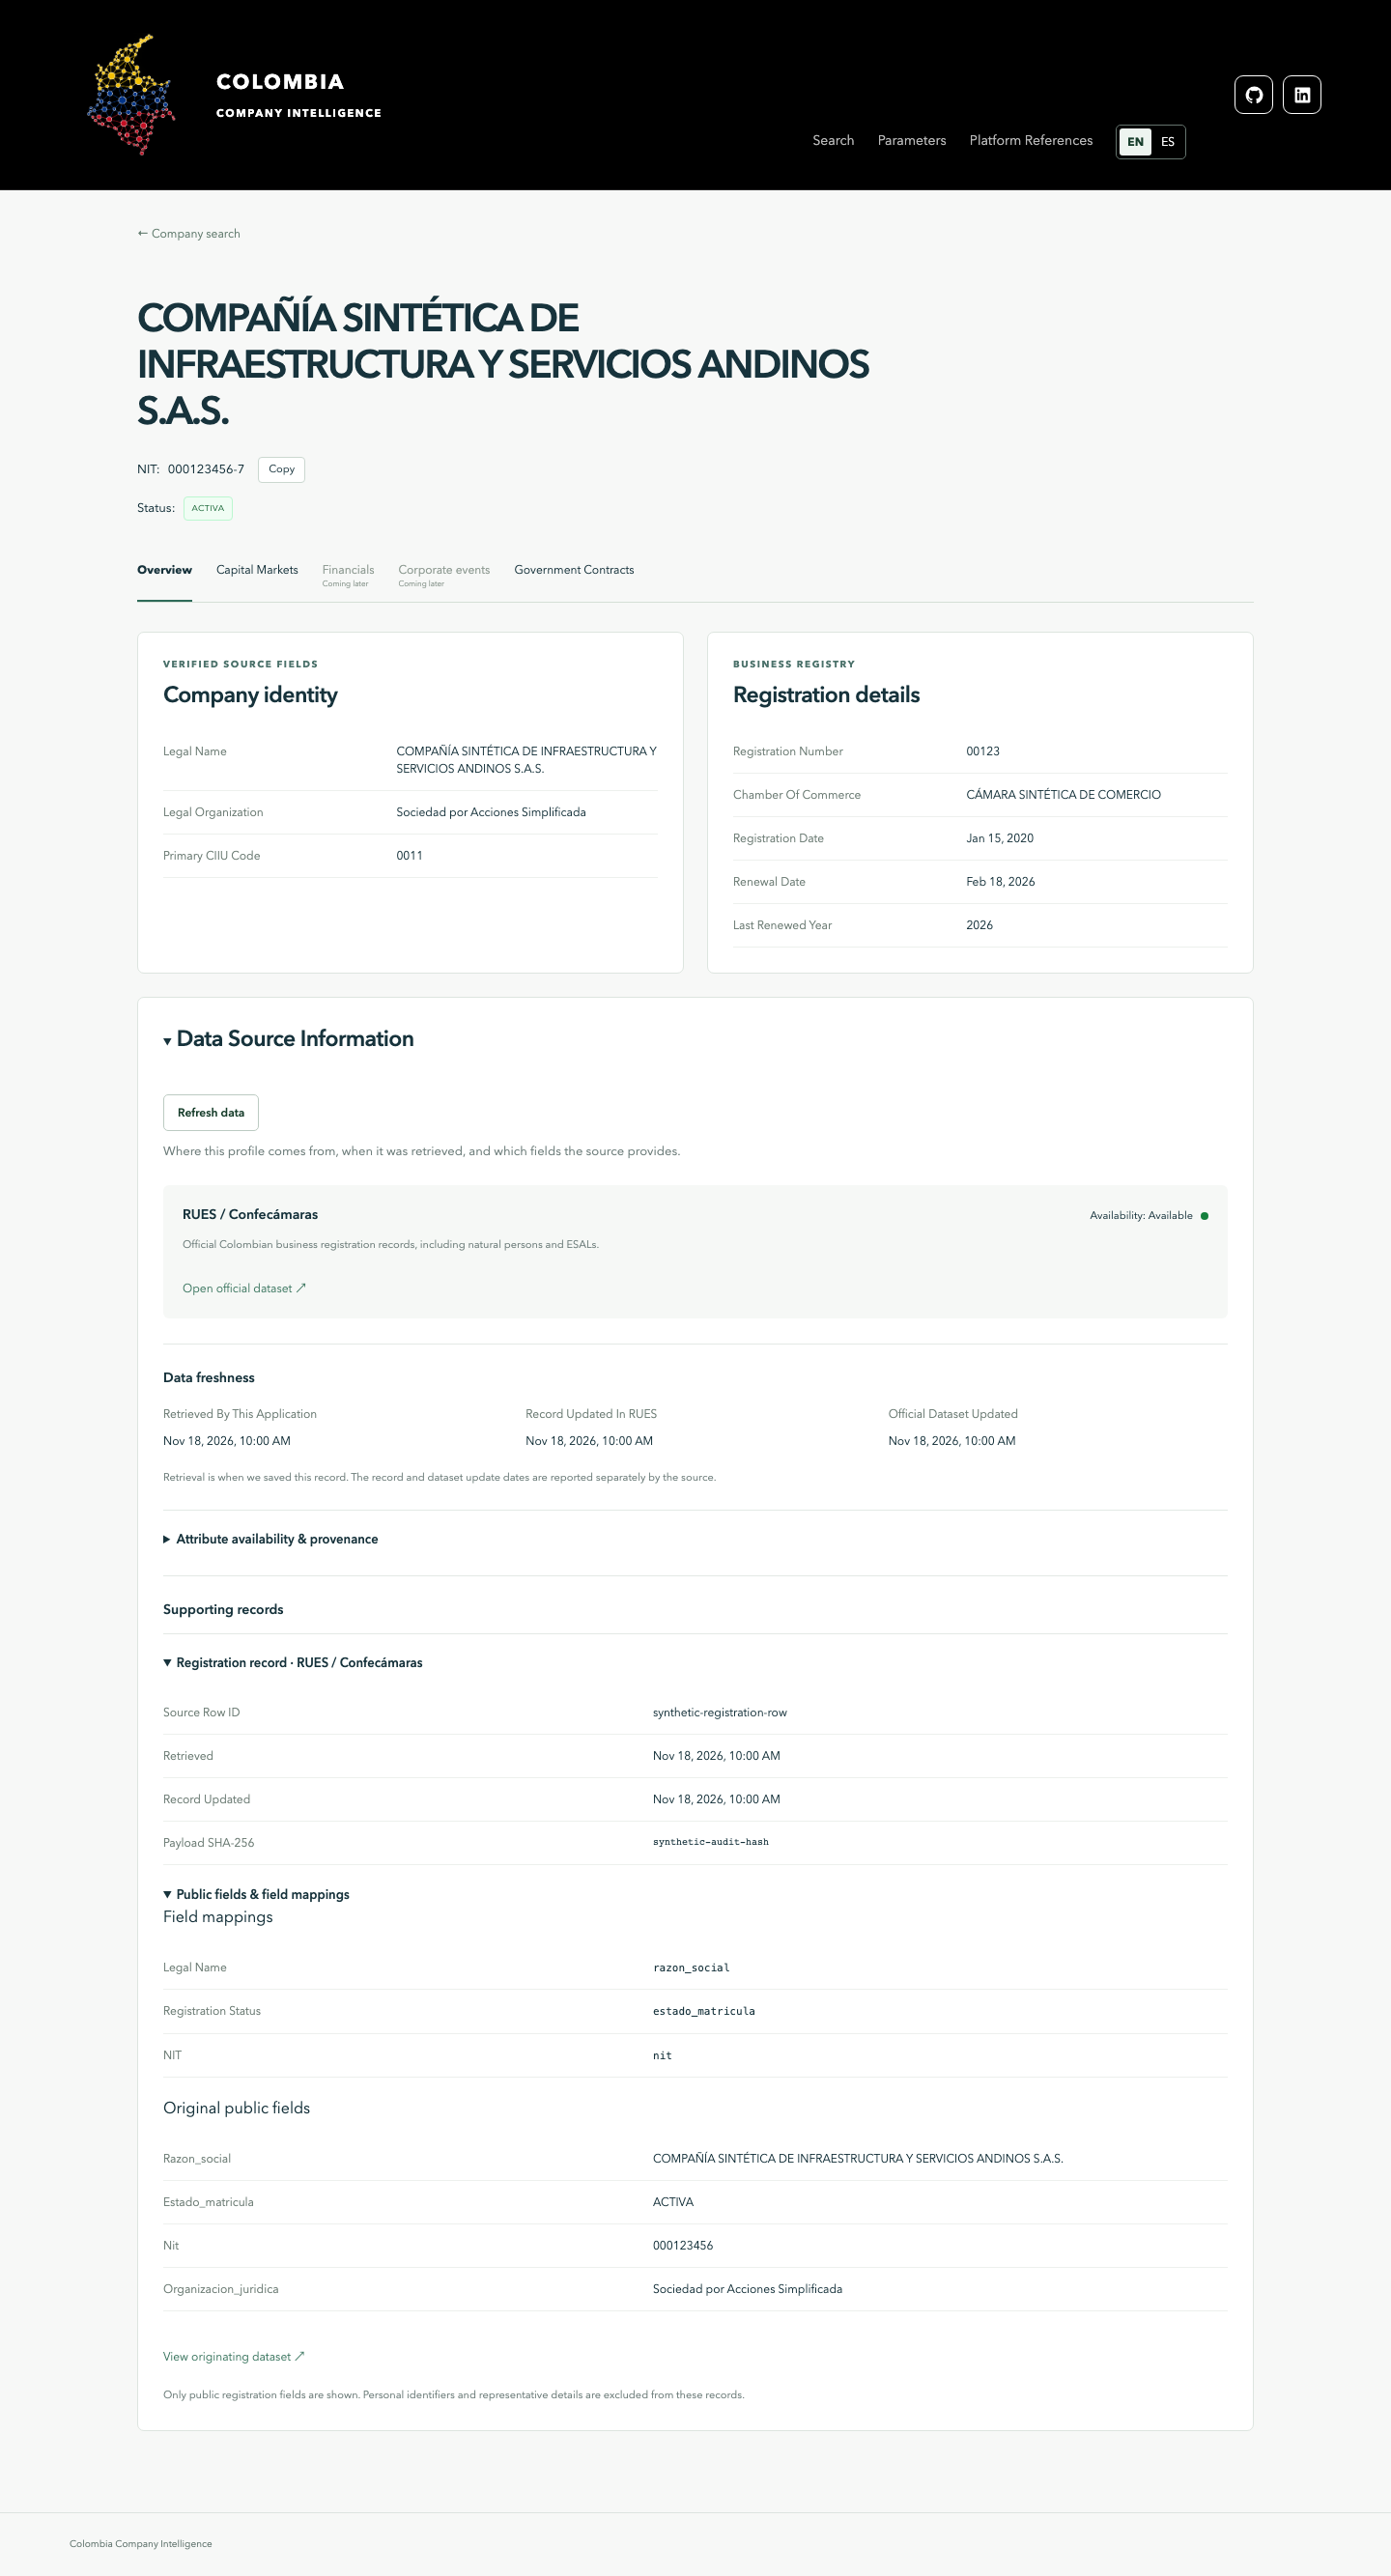 COLOMBIA
COMPANY INTELLIGENCE
Search Parameters Platform References EN ES
← Company search
COMPAÑÍA SINTÉTICA DE
INFRAESTRUCTURA Y SERVICIOS ANDINOS
S.A.S.
NIT: 000123456-7 Copy
Status: ACTIVA
Overview Capital Markets Financials Corporate events Government Contracts
Coming later Coming later
VERIFIED SOURCE FIELDS
Company identity
Legal Name COMPAÑÍA SINTÉTICA DE INFRAESTRUCTURA Y
SERVICIOS ANDINOS S.A.S.
Legal Organization Sociedad por Acciones Simplificada
Primary CIIU Code 0011
BUSINESS REGISTRY
Registration details
Registration Number 00123
Chamber Of Commerce CÁMARA SINTÉTICA DE COMERCIO
Registration Date Jan 15, 2020
Renewal Date Feb 18, 2026
Last Renewed Year 2026
▼ Data Source Information
Refresh data
Where this profile comes from, when it was retrieved, and which fields the source provides.
RUES / Confecámaras Availability: Available
Official Colombian business registration records, including natural persons and ESALs.
Open official dataset ↗
Data freshness
Retrieved By This Application Record Updated In RUES Official Dataset Updated
Nov 18, 2026, 10:00 AM Nov 18, 2026, 10:00 AM Nov 18, 2026, 10:00 AM
Retrieval is when we saved this record. The record and dataset update dates are reported separately by the source.
▶ Attribute availability & provenance
Supporting records
▼ Registration record · RUES / Confecámaras
Source Row ID synthetic-registration-row
Retrieved Nov 18, 2026, 10:00 AM
Record Updated Nov 18, 2026, 10:00 AM
Payload SHA-256 synthetic-audit-hash
▼ Public fields & field mappings
Field mappings
Legal Name razon_social
Registration Status estado_matricula
NIT nit
Original public fields
Razon_social COMPAÑÍA SINTÉTICA DE INFRAESTRUCTURA Y SERVICIOS ANDINOS S.A.S.
Estado_matricula ACTIVA
Nit 000123456
Organizacion_juridica Sociedad por Acciones Simplificada
View originating dataset ↗
Only public registration fields are shown. Personal identifiers and representative details are excluded from these records.
Colombia Company Intelligence